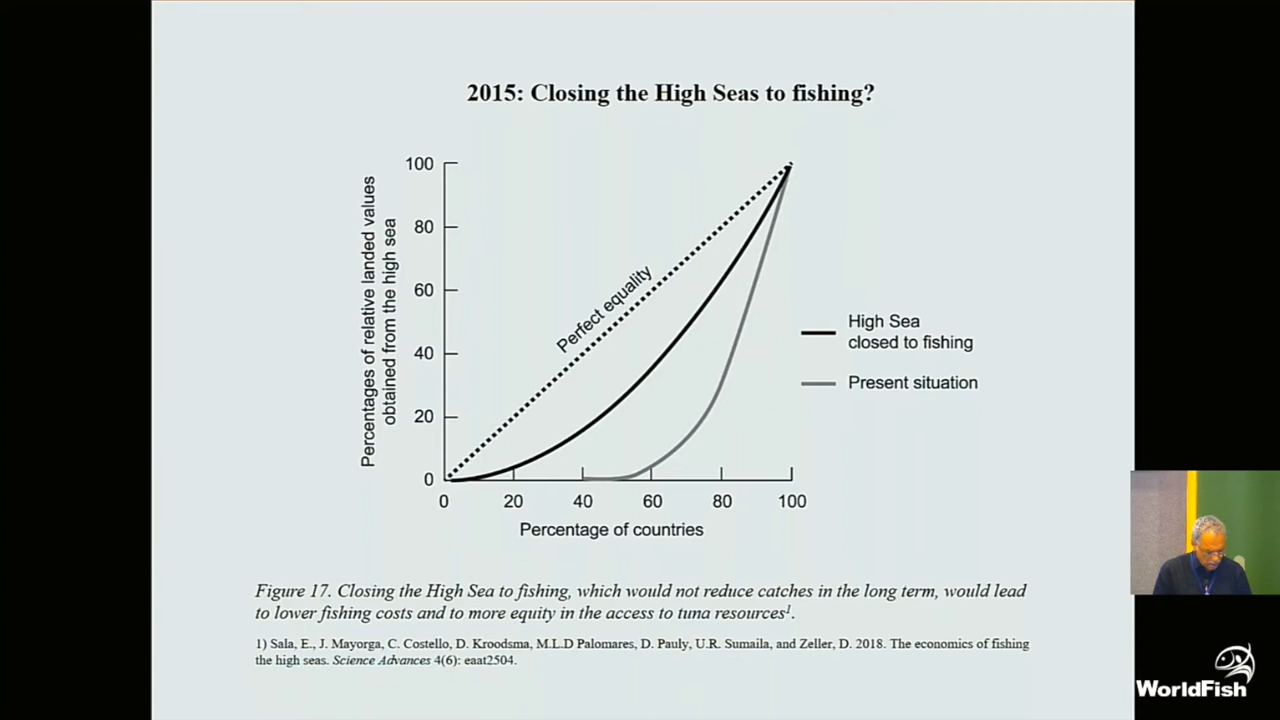 2015: Closing the High Seas to fishing?
Percentages of relative landed values
obtained from the high sea
100
80
60
40
20
0
Perfect equality
0 20 40 60 80 100
Percentage of countries
High Sea
closed to fishing
Present situation
Figure 17. Closing the High Sea to fishing, which would not reduce catches in the long term, would lead
to lower fishing costs and to more equity in the access to tuna resources¹.
1) Sala, E., J. Mayorga, C. Costello, D. Kroodsma, M.L.D Palomares, D. Pauly, U.R. Sumaila, and Zeller, D. 2018. The economics of fishing
the high seas. Science Advances 4(6): eaat2504.
WorldFish